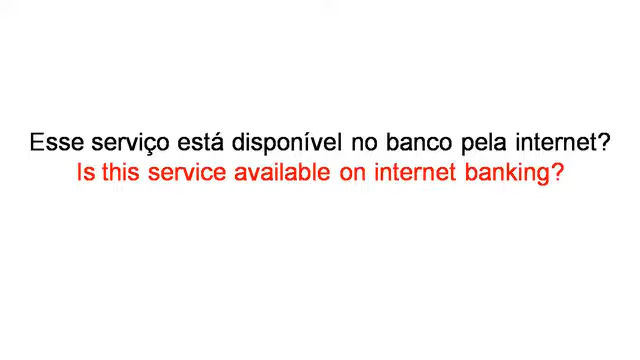 Esse serviço está disponível no banco pela internet?
Is this service available on internet banking?